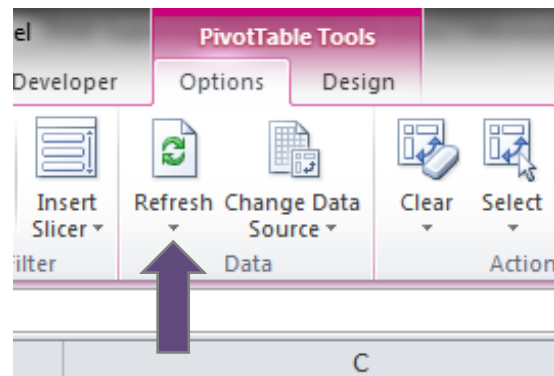 el PivotTable Tools
Developer Options Design
Insert Slicer Refresh Change Data Source Clear Select
ilter Data Action
C